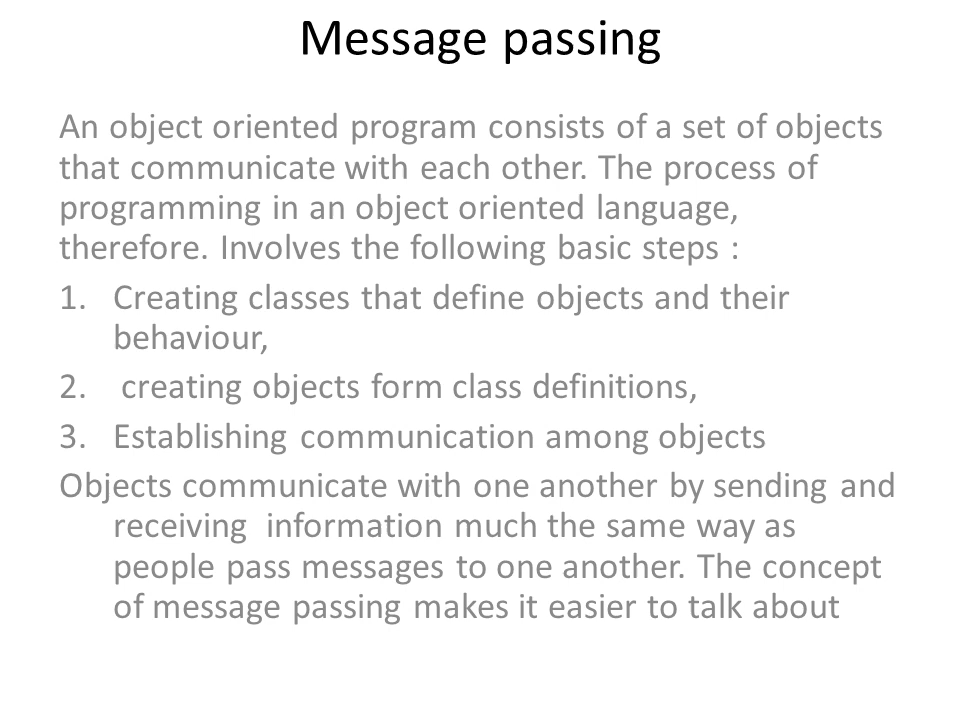 Message passing
An object oriented program consists of a set of objects
that communicate with each other. The process of
programming in an object oriented language,
therefore. Involves the following basic steps :
1. Creating classes that define objects and their
behaviour,
2. creating objects form class definitions,
3. Establishing communication among objects
Objects communicate with one another by sending and
receiving  information much the same way as
people pass messages to one another. The concept
of message passing makes it easier to talk about